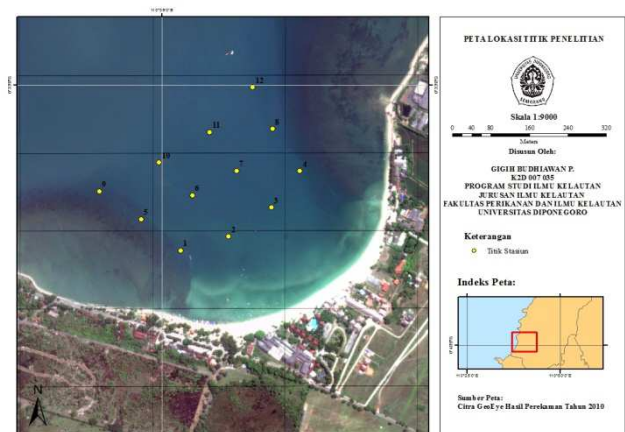 12
11
8
10
7
4
9
6
3
5
2
1
N
PETA LOKASI TITIK PENELITIAN
UNIVERSITAS DIPONEGORO
SEMARANG
Skala 1:9000
0 40 80 160 240 320
Meters
Disusun Oleh:
GIGIH BUDHIAWAN P.
K2D 007 035
PROGRAM STUDI ILMU KELAUTAN
JURUSAN ILMU KELAUTAN
FAKULTAS PERIKANAN DAN ILMU KELAUTAN
UNIVERSITAS DIPONEGORO
Keterangan
Titik Stasiun
Indeks Peta:
Sumber Peta:
Citra GeoEye Hasil Perekaman Tahun 2010